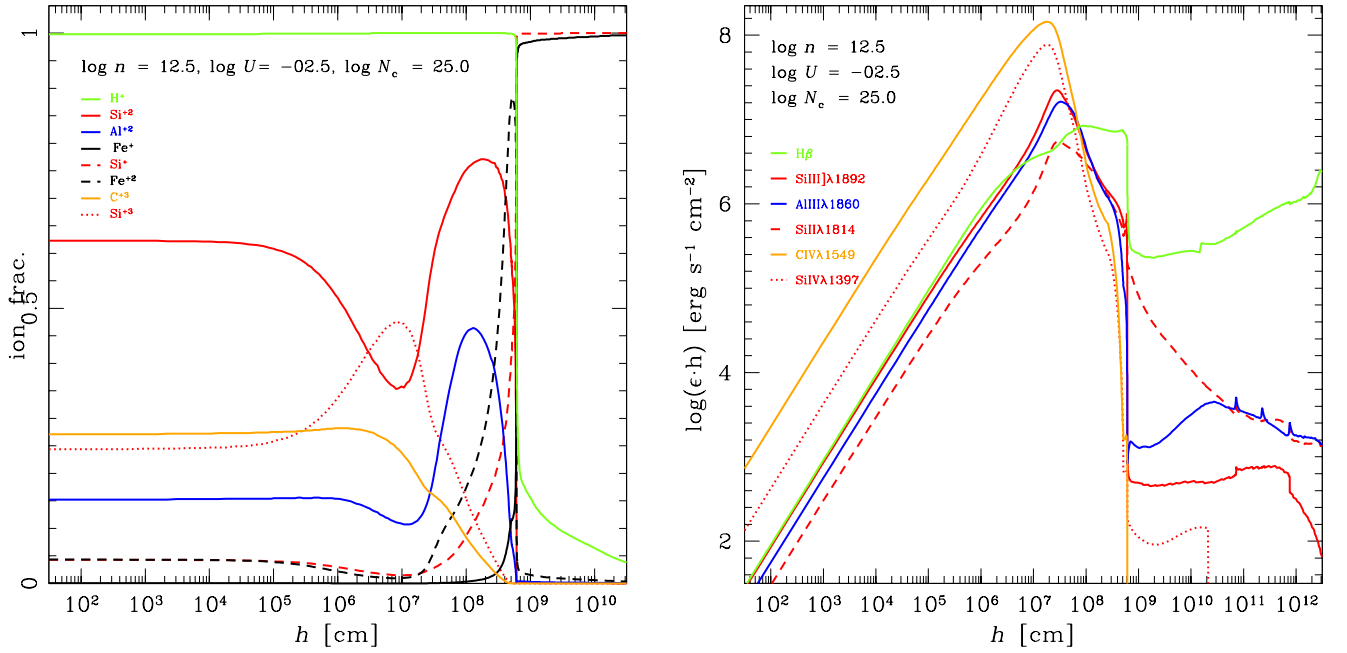 log n = 12.5, log U= −02.5, log N_c = 25.0
H⁺
Si⁺²
Al⁺²
Fe⁺
Si⁺
Fe⁺²
C⁺³
Si⁺³
ion frac.
1
0.5
0
10² 10³ 10⁴ 10⁵ 10⁶ 10⁷ 10⁸ 10⁹ 10¹⁰
h [cm]
log n = 12.5
log U = −02.5
log N_c = 25.0
Hβ
SiIII]λ1892
AlIIIλ1860
SiIIλ1814
CIVλ1549
SiIVλ1397
log(ϵ·h) [erg s⁻¹ cm⁻²]
8
6
4
2
10² 10³ 10⁴ 10⁵ 10⁶ 10⁷ 10⁸ 10⁹ 10¹⁰ 10¹¹ 10¹²
h [cm]